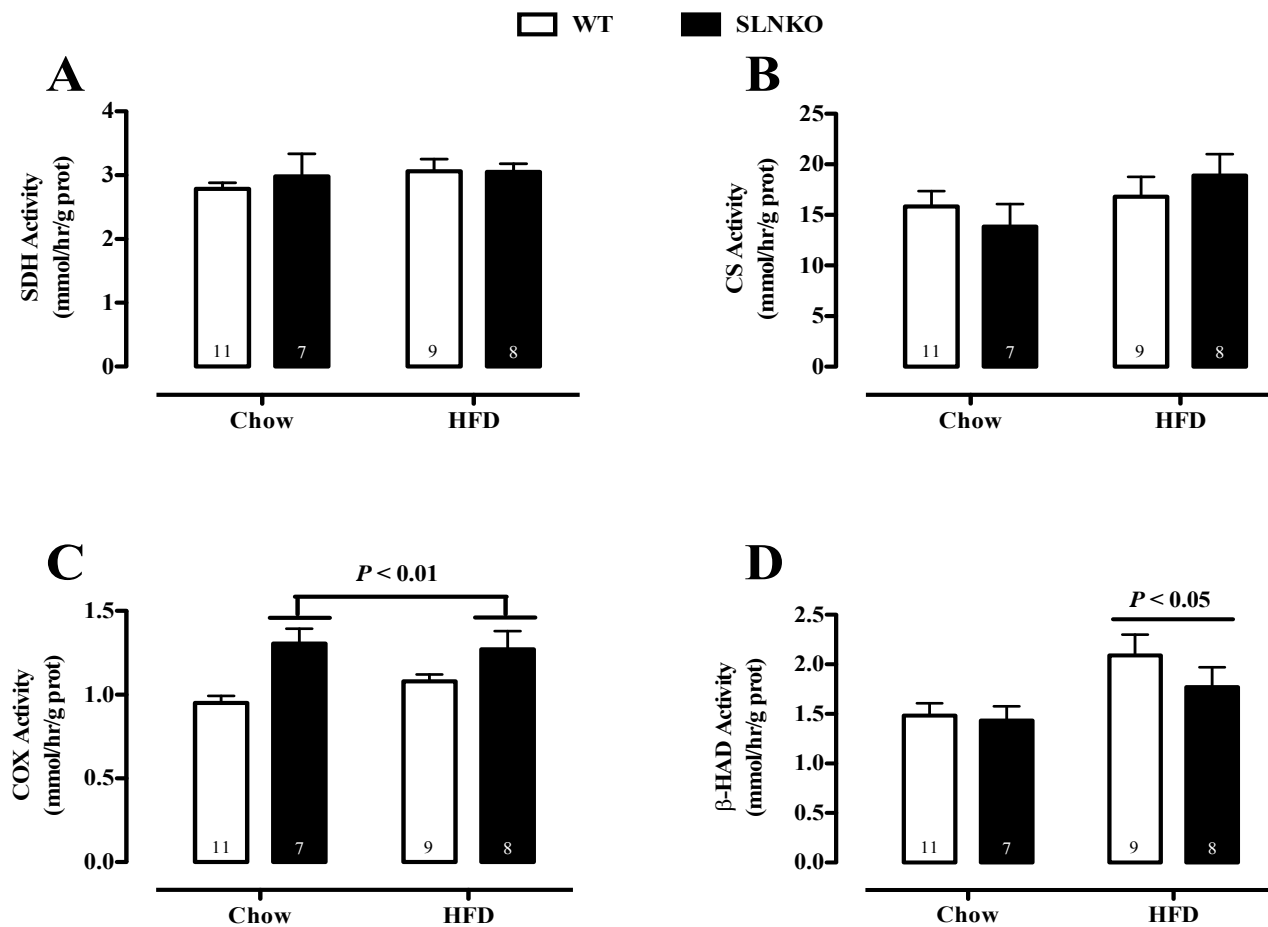 WT SLNKO
A
SDH Activity
(mmol/hr/g prot)
4
3
2
1
0
11 7 9 8
Chow HFD
B
CS Activity
(mmol/hr/g prot)
25
20
15
10
5
0
11 7 9 8
Chow HFD
C
P < 0.01
COX Activity
(mmol/hr/g prot)
1.5
1.0
0.5
0.0
11 7 9 8
Chow HFD
D
P < 0.05
β-HAD Activity
(mmol/hr/g prot)
2.5
2.0
1.5
1.0
0.5
0.0
11 7 9 8
Chow HFD